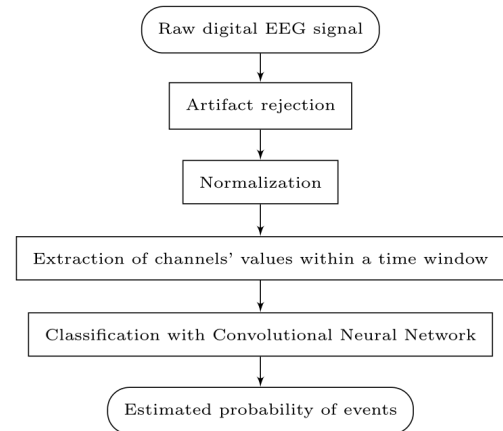 Raw digital EEG signal
Artifact rejection
Normalization
Extraction of channels' values within a time window
Classification with Convolutional Neural Network
Estimated probability of events